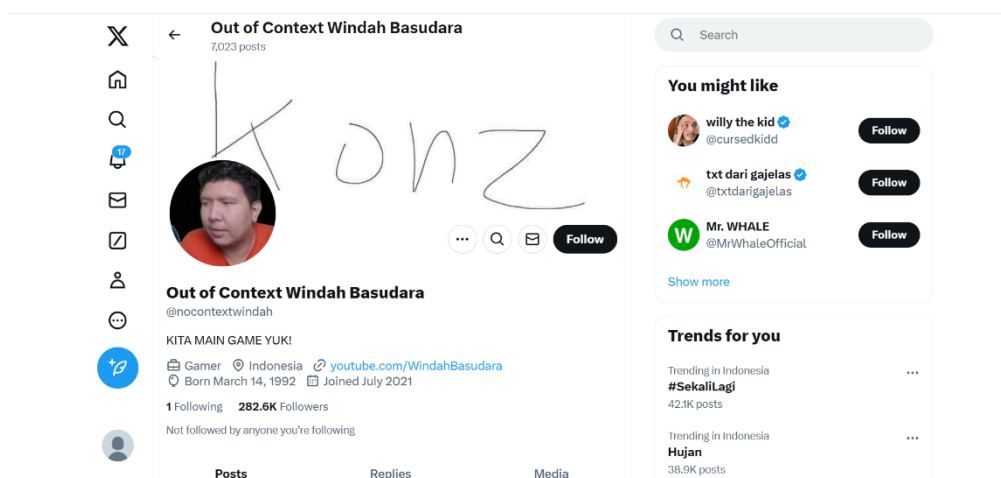 Out of Context Windah Basudara
7,023 posts
Konz
17
Follow
Out of Context Windah Basudara
@nocontextwindah
KITA MAIN GAME YUK!
Gamer Indonesia youtube.com/WindahBasudara
Born March 14, 1992 Joined July 2021
1 Following 282.6K Followers
Not followed by anyone you're following
Posts Replies Media
Search
You might like
willy the kid
@cursedkidd
Follow
txt dari gajelas
@txtdarigajelas
Follow
W
Mr. WHALE
@MrWhaleOfficial
Follow
Show more
Trends for you
Trending in Indonesia
#SekaliLagi
42.1K posts
Trending in Indonesia
Hujan
38.9K posts